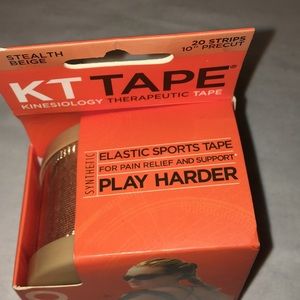 STEALTH
BEIGE
20 STRIPS
10" PRECUT
KT TAPE®
KINESIOLOGY THERAPEUTIC TAPE
SYNTHETIC
ELASTIC SPORTS TAPE
FOR PAIN RELIEF AND SUPPORT
PLAY HARDER